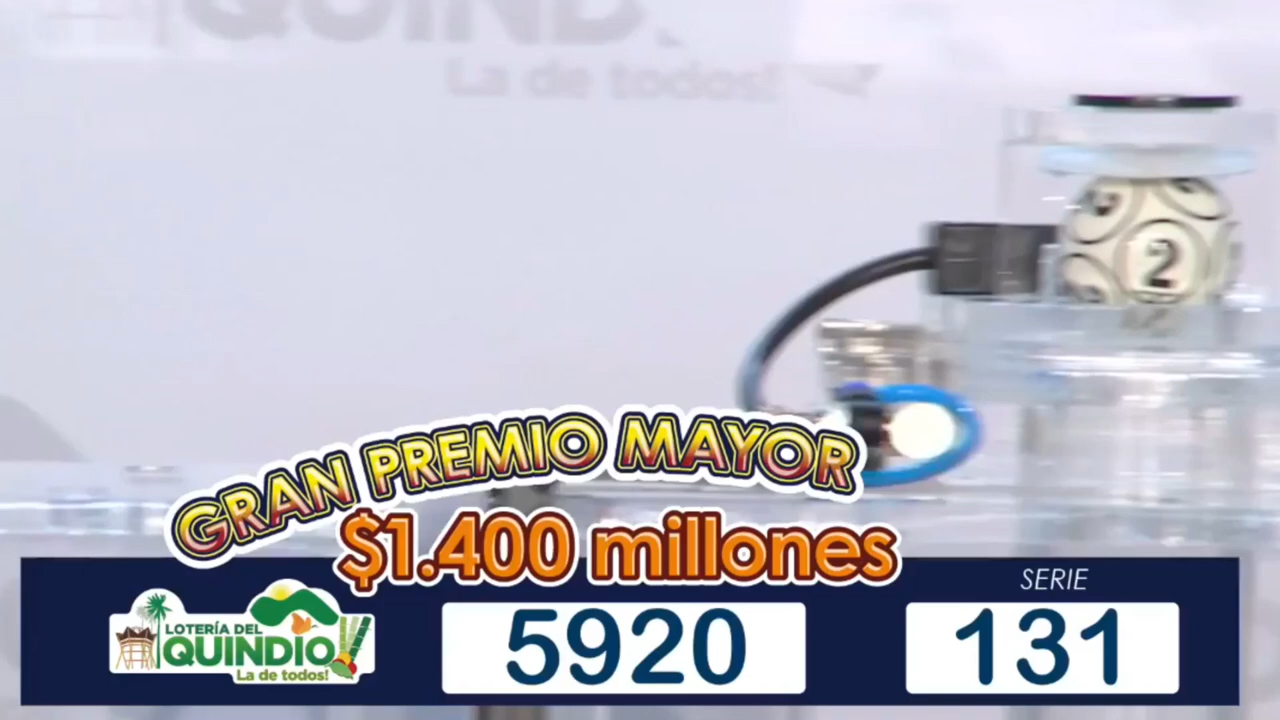 QUINDÍO
La de todos!
2
GRAN PREMIO MAYOR
$1.400 millones
SERIE
LOTERÍA DEL
QUINDIO
La de todos!
5920
131